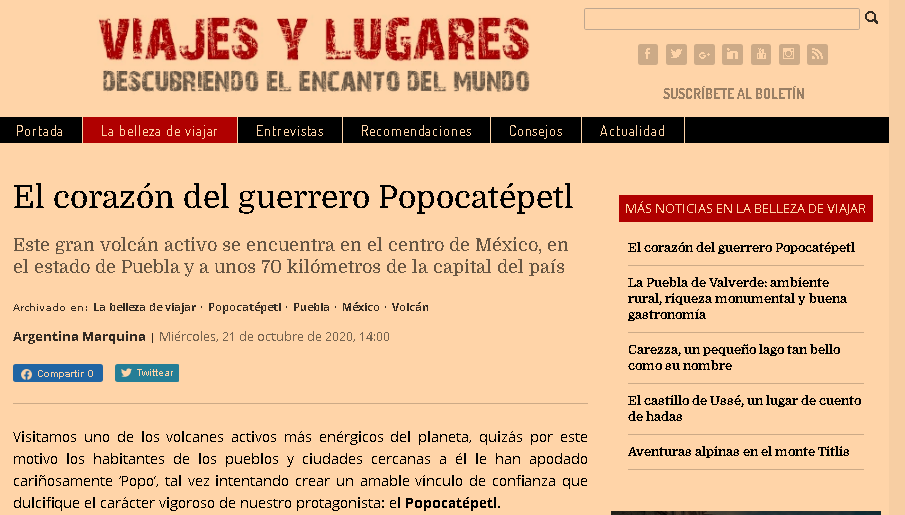 VIAJES Y LUGARES
DESCUBRIENDO EL ENCANTO DEL MUNDO
SUSCRÍBETE AL BOLETÍN
Portada
La belleza de viajar
Entrevistas
Recomendaciones
Consejos
Actualidad
El corazón del guerrero Popocatépetl
Este gran volcán activo se encuentra en el centro de México, en
el estado de Puebla y a unos 70 kilómetros de la capital del país
Archivado en: La belleza de viajar · Popocatépetl · Puebla · México · Volcán
Argentina Marquina | Miércoles, 21 de octubre de 2020, 14:00
Compartir 0
Twittear
Visitamos uno de los volcanes activos más enérgicos del planeta, quizás por este
motivo los habitantes de los pueblos y ciudades cercanas a él le han apodado
cariñosamente ‘Popo’, tal vez intentando crear un amable vínculo de confianza que
dulcifique el carácter vigoroso de nuestro protagonista: el Popocatépetl.
MÁS NOTICIAS EN LA BELLEZA DE VIAJAR
El corazón del guerrero Popocatépetl
La Puebla de Valverde: ambiente
rural, riqueza monumental y buena
gastronomía
Carezza, un pequeño lago tan bello
como su nombre
El castillo de Ussé, un lugar de cuento
de hadas
Aventuras alpinas en el monte Titlis